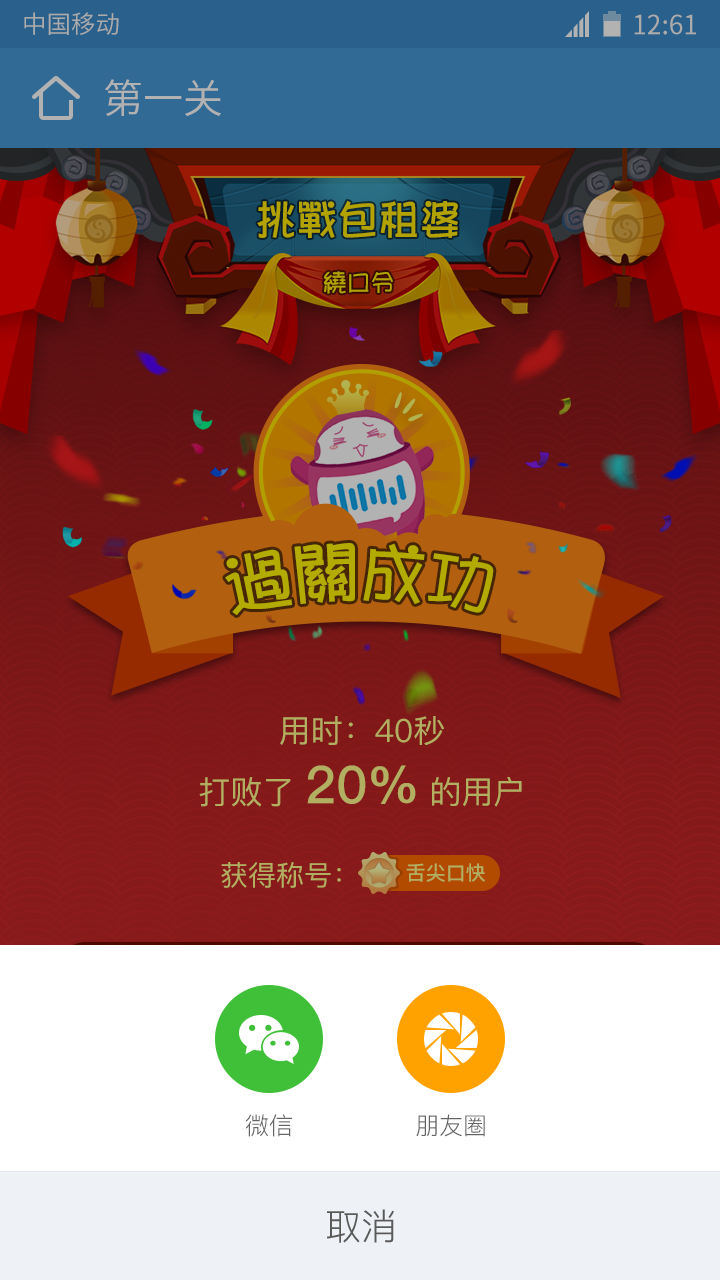 中国移动 12:61
第一关
挑戰包租婆
繞口令
過關成功
用时：40秒
打败了 20% 的用户
获得称号：舌尖口快
微信 朋友圈
取消